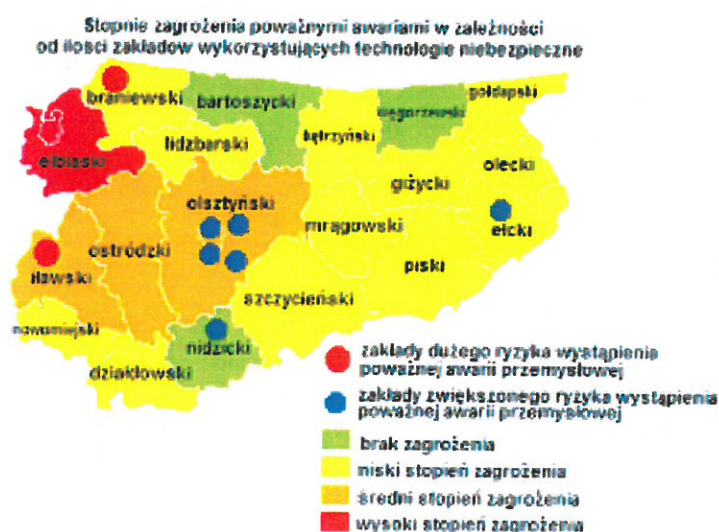 Stopnie zagrożenia poważnymi awariami w zależności
od ilości zakładów wykorzystujących technologie niebezpieczne
braniewski
bartoszycki
węgorzewski
gołdapski
kętrzyński
lidzbarski
elbląski
olecki
giżycki
olsztyński
mrągowski
ełcki
ostródzki
iławski
piski
szczycieński
nowomiejski
nidzicki
działdowski
zakłady dużego ryzyka wystąpienia
poważnej awarii przemysłowej
zakłady zwiększonego ryzyka wystąpienia
poważnej awarii przemysłowej
brak zagrożenia
niski stopień zagrożenia
średni stopień zagrożenia
wysoki stopień zagrożenia